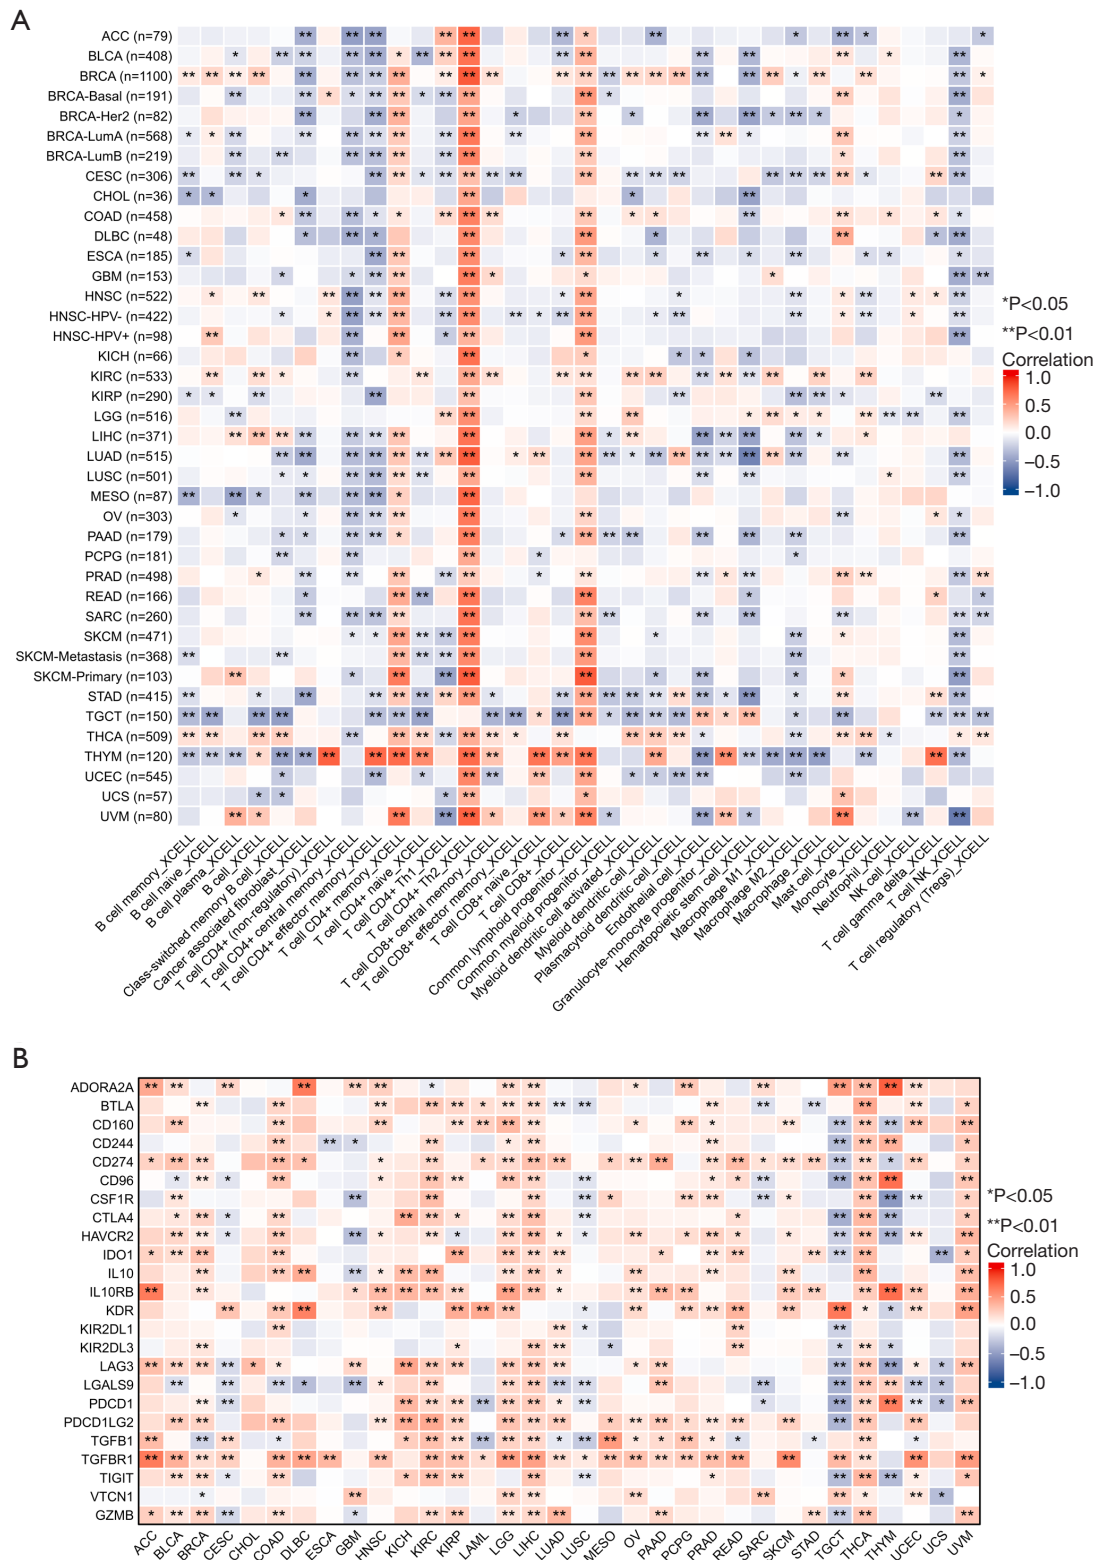 A
ACC (n=79)
BLCA (n=408)
BRCA (n=1100)
BRCA-Basal (n=191)
BRCA-Her2 (n=82)
BRCA-LumA (n=568)
BRCA-LumB (n=219)
CESC (n=306)
CHOL (n=36)
COAD (n=458)
DLBC (n=48)
ESCA (n=185)
GBM (n=153)
HNSC (n=522)
HNSC-HPV- (n=422)
HNSC-HPV+ (n=98)
KICH (n=66)
KIRC (n=533)
KIRP (n=290)
LGG (n=516)
LIHC (n=371)
LUAD (n=515)
LUSC (n=501)
MESO (n=87)
OV (n=303)
PAAD (n=179)
PCPG (n=181)
PRAD (n=498)
READ (n=166)
SARC (n=260)
SKCM (n=471)
SKCM-Metastasis (n=368)
SKCM-Primary (n=103)
STAD (n=415)
TGCT (n=150)
THCA (n=509)
THYM (n=120)
UCEC (n=545)
UCS (n=57)
UVM (n=80)
*P<0.05
**P<0.01
Correlation
1.0
0.5
0.0
−0.5
−1.0
B cell memory_XCELL
B cell naive_XCELL
B cell plasma_XCELL
B cell_XCELL
Class-switched memory B cell_XCELL
Cancer associated fibroblast_XCELL
T cell CD4+ (non-regulatory)_XCELL
T cell CD4+ central memory_XCELL
T cell CD4+ effector memory_XCELL
T cell CD4+ memory_XCELL
T cell CD4+ naive_XCELL
T cell CD4+ Th1_XCELL
T cell CD4+ Th2_XCELL
T cell CD8+ central memory_XCELL
T cell CD8+ effector memory_XCELL
T cell CD8+ naive_XCELL
T cell CD8+_XCELL
Common lymphoid progenitor_XCELL
Common myeloid progenitor_XCELL
Myeloid dendritic cell activated_XCELL
Myeloid dendritic cell_XCELL
Plasmacytoid dendritic cell_XCELL
Endothelial cell_XCELL
Granulocyte-monocyte progenitor_XCELL
Hematopoietic stem cell_XCELL
Macrophage M1_XCELL
Macrophage M2_XCELL
Macrophage_XCELL
Mast cell_XCELL
Monocyte_XCELL
Neutrophil_XCELL
NK cell_XCELL
T cell gamma delta_XCELL
T cell NK_XCELL
T cell regulatory (Tregs)_XCELL
B
ADORA2A
BTLA
CD160
CD244
CD274
CD96
CSF1R
CTLA4
HAVCR2
IDO1
IL10
IL10RB
KDR
KIR2DL1
KIR2DL3
LAG3
LGALS9
PDCD1
PDCD1LG2
TGFB1
TGFBR1
TIGIT
VTCN1
GZMB
*P<0.05
**P<0.01
Correlation
1.0
0.5
0.0
−0.5
−1.0
ACC
BLCA
BRCA
CESC
CHOL
COAD
DLBC
ESCA
GBM
HNSC
KICH
KIRC
KIRP
LAML
LGG
LIHC
LUAD
LUSC
MESO
OV
PAAD
PCPG
PRAD
READ
SARC
SKCM
STAD
TGCT
THCA
THYM
UCEC
UCS
UVM